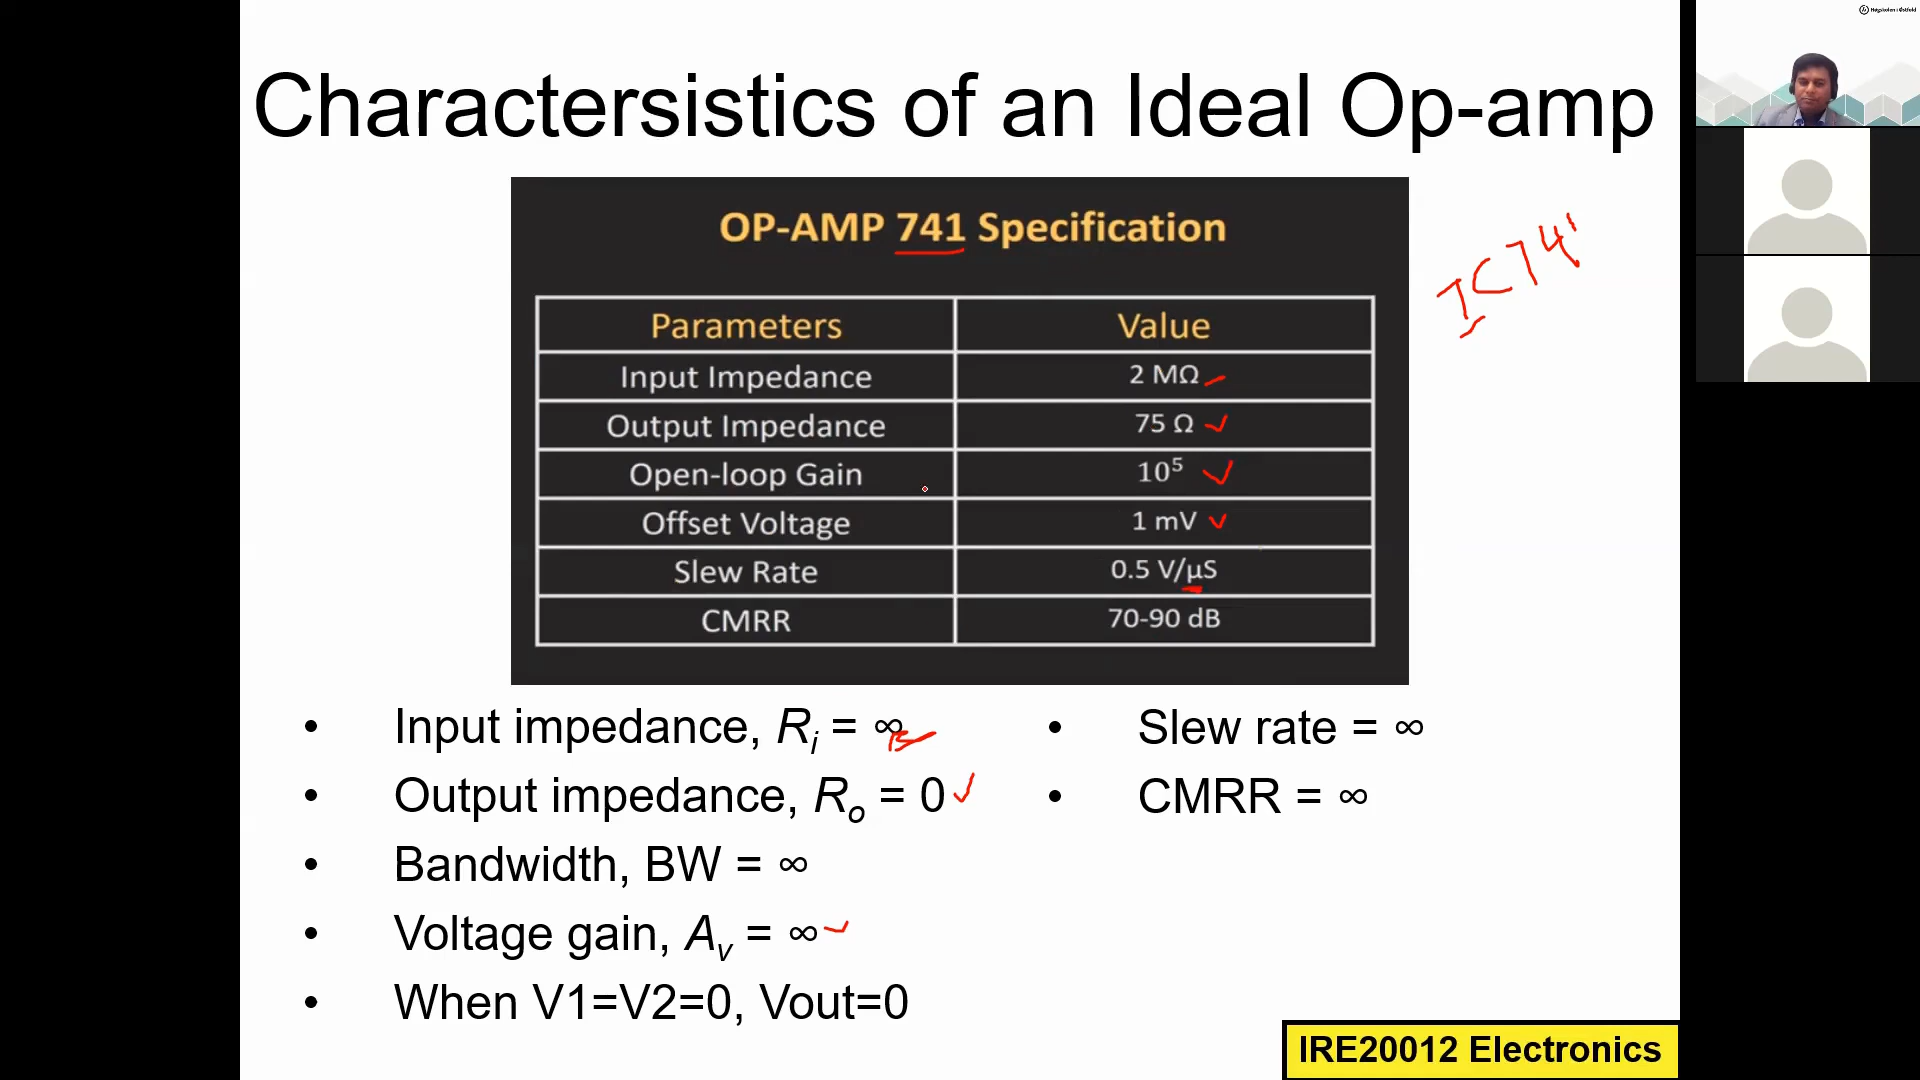 Høgskolen i Østfold
Charactersistics of an Ideal Op-amp
OP-AMP 741 Specification
IC741
Parameters Value
Input Impedance 2 MΩ
Output Impedance 75 Ω
Open-loop Gain 10⁵
Offset Voltage 1 mV
Slew Rate 0.5 V/µS
CMRR 70-90 dB
• Input impedance, Rᵢ = ∞
• Output impedance, Rₒ = 0
• Bandwidth, BW = ∞
• Voltage gain, Aᵥ = ∞
• When V1=V2=0, Vout=0
• Slew rate = ∞
• CMRR = ∞
IRE20012 Electronics